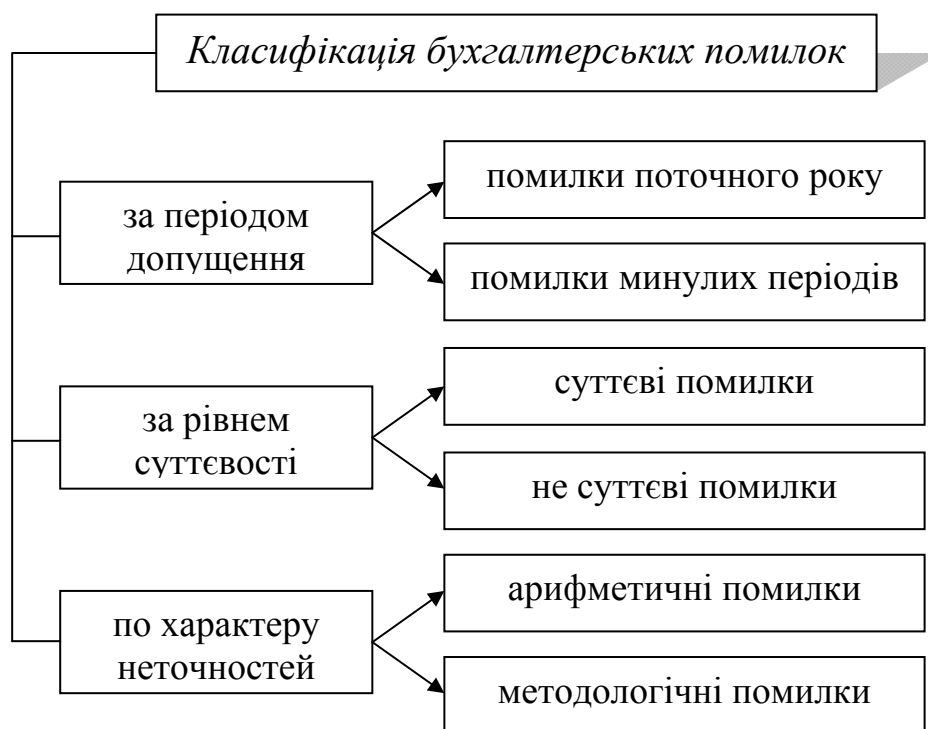 Класифікація бухгалтерських помилок
за періодом
допущення
помилки поточного року
помилки минулих періодів
за рівнем
суттєвості
суттєві помилки
не суттєві помилки
по характеру
неточностей
арифметичні помилки
методологічні помилки